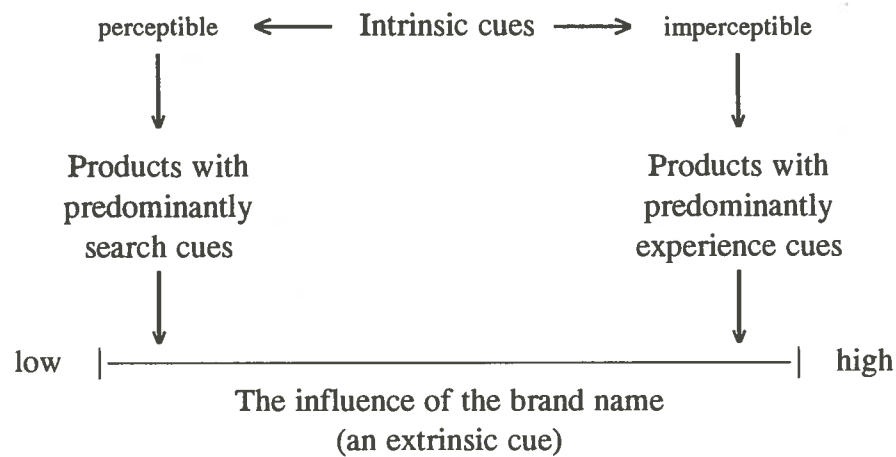 perceptible Intrinsic cues imperceptible
Products with
predominantly
search cues
Products with
predominantly
experience cues
low high
The influence of the brand name
(an extrinsic cue)